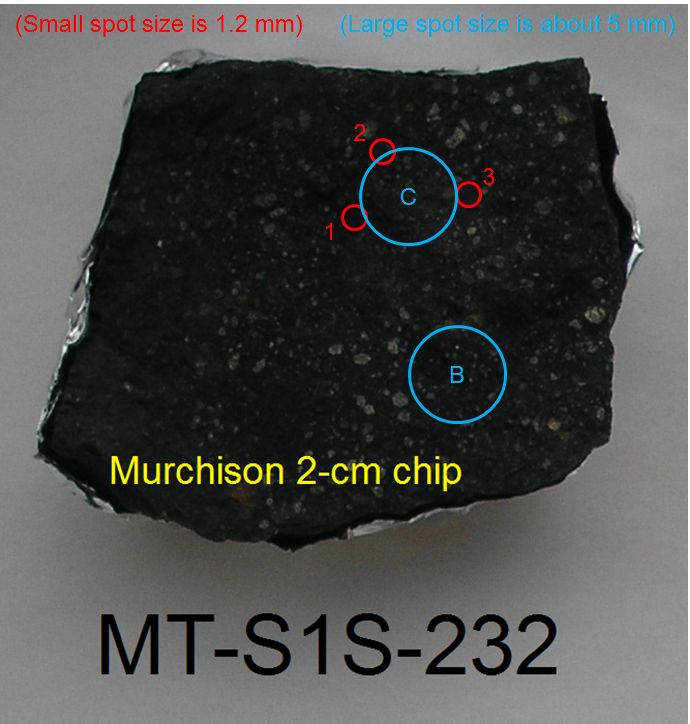 (Small spot size is 1.2 mm) (Large spot size is about 5 mm)
2
C
3
1
B
Murchison 2-cm chip
MT-S1S-232